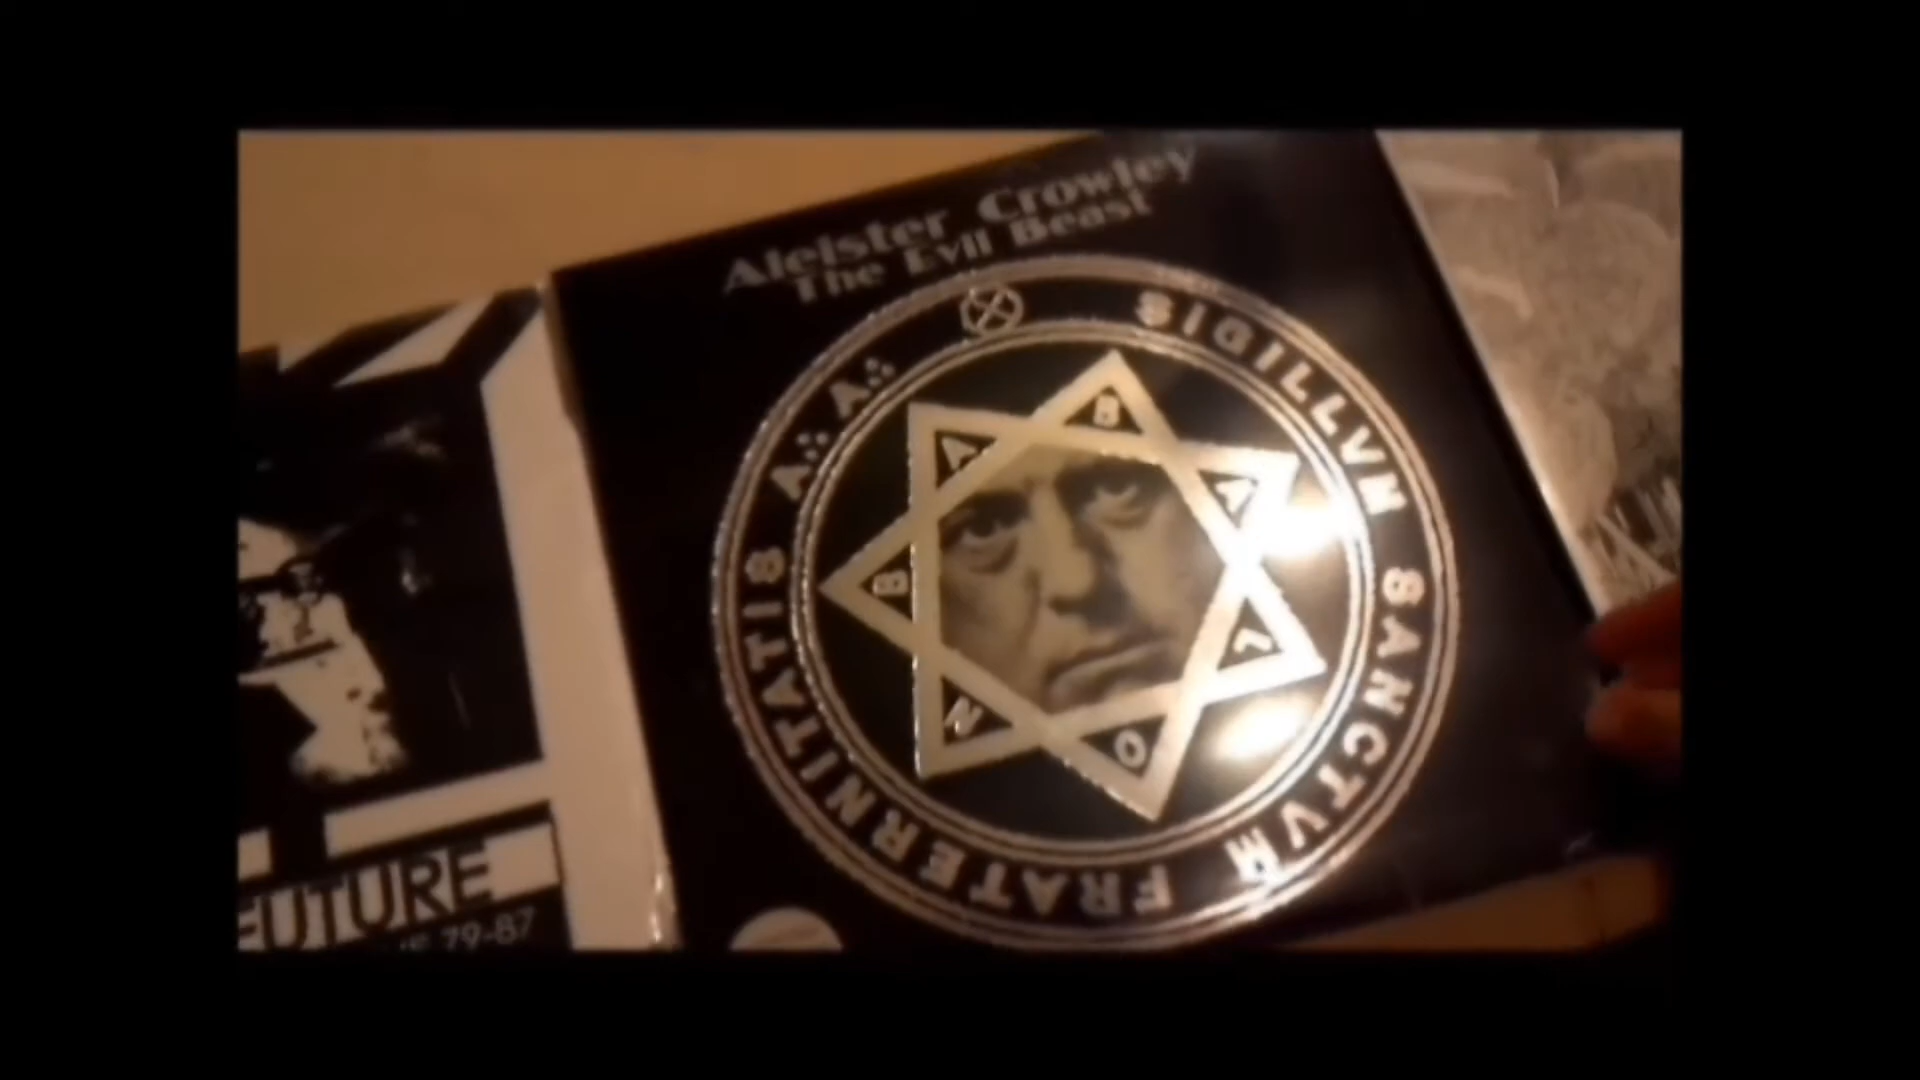 Aleister Crowley
The Evil Beast
SIGILLVM SANCTVM FRATERNITATIS A∴ A∴
B
A
B
A
L
O
N
FUTURE
79-87